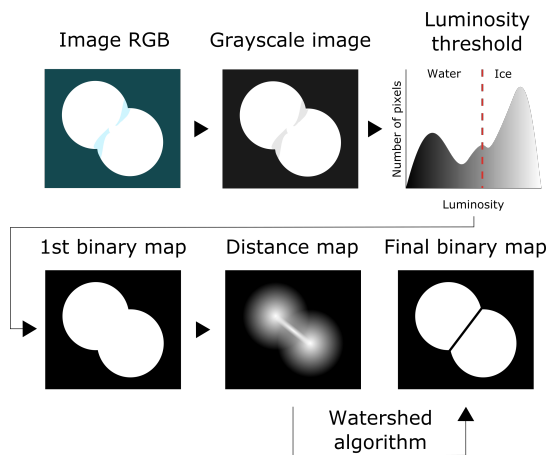 Image RGB
Grayscale image
Luminosity
threshold
Water
Ice
Number of pixels
Luminosity
1st binary map
Distance map
Final binary map
Watershed
algorithm